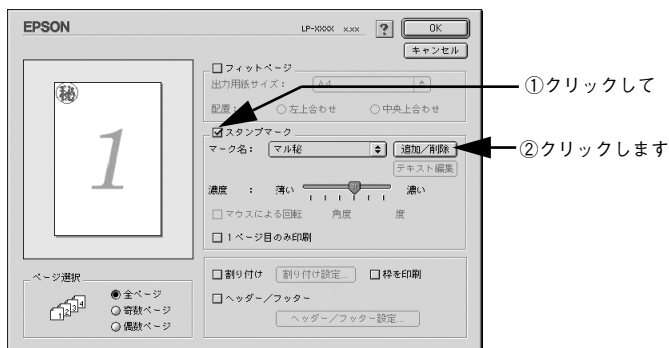 EPSON
LP-XXXX x.xx
?
OK
キャンセル
フィットページ
出力用紙サイズ： A4
配置： 左上合わせ 中央上合わせ
①クリックして
スタンプマーク
マーク名： マル秘 追加／削除
②クリックします
テキスト編集
濃度 ： 薄い 濃い
マウスによる回転 角度 度
1ページ目のみ印刷
㊙
1
ページ選択
1 2 3 4
全ページ
奇数ページ
偶数ページ
割り付け 割り付け設定... 枠を印刷
ヘッダー／フッター
ヘッダー／フッター設定...